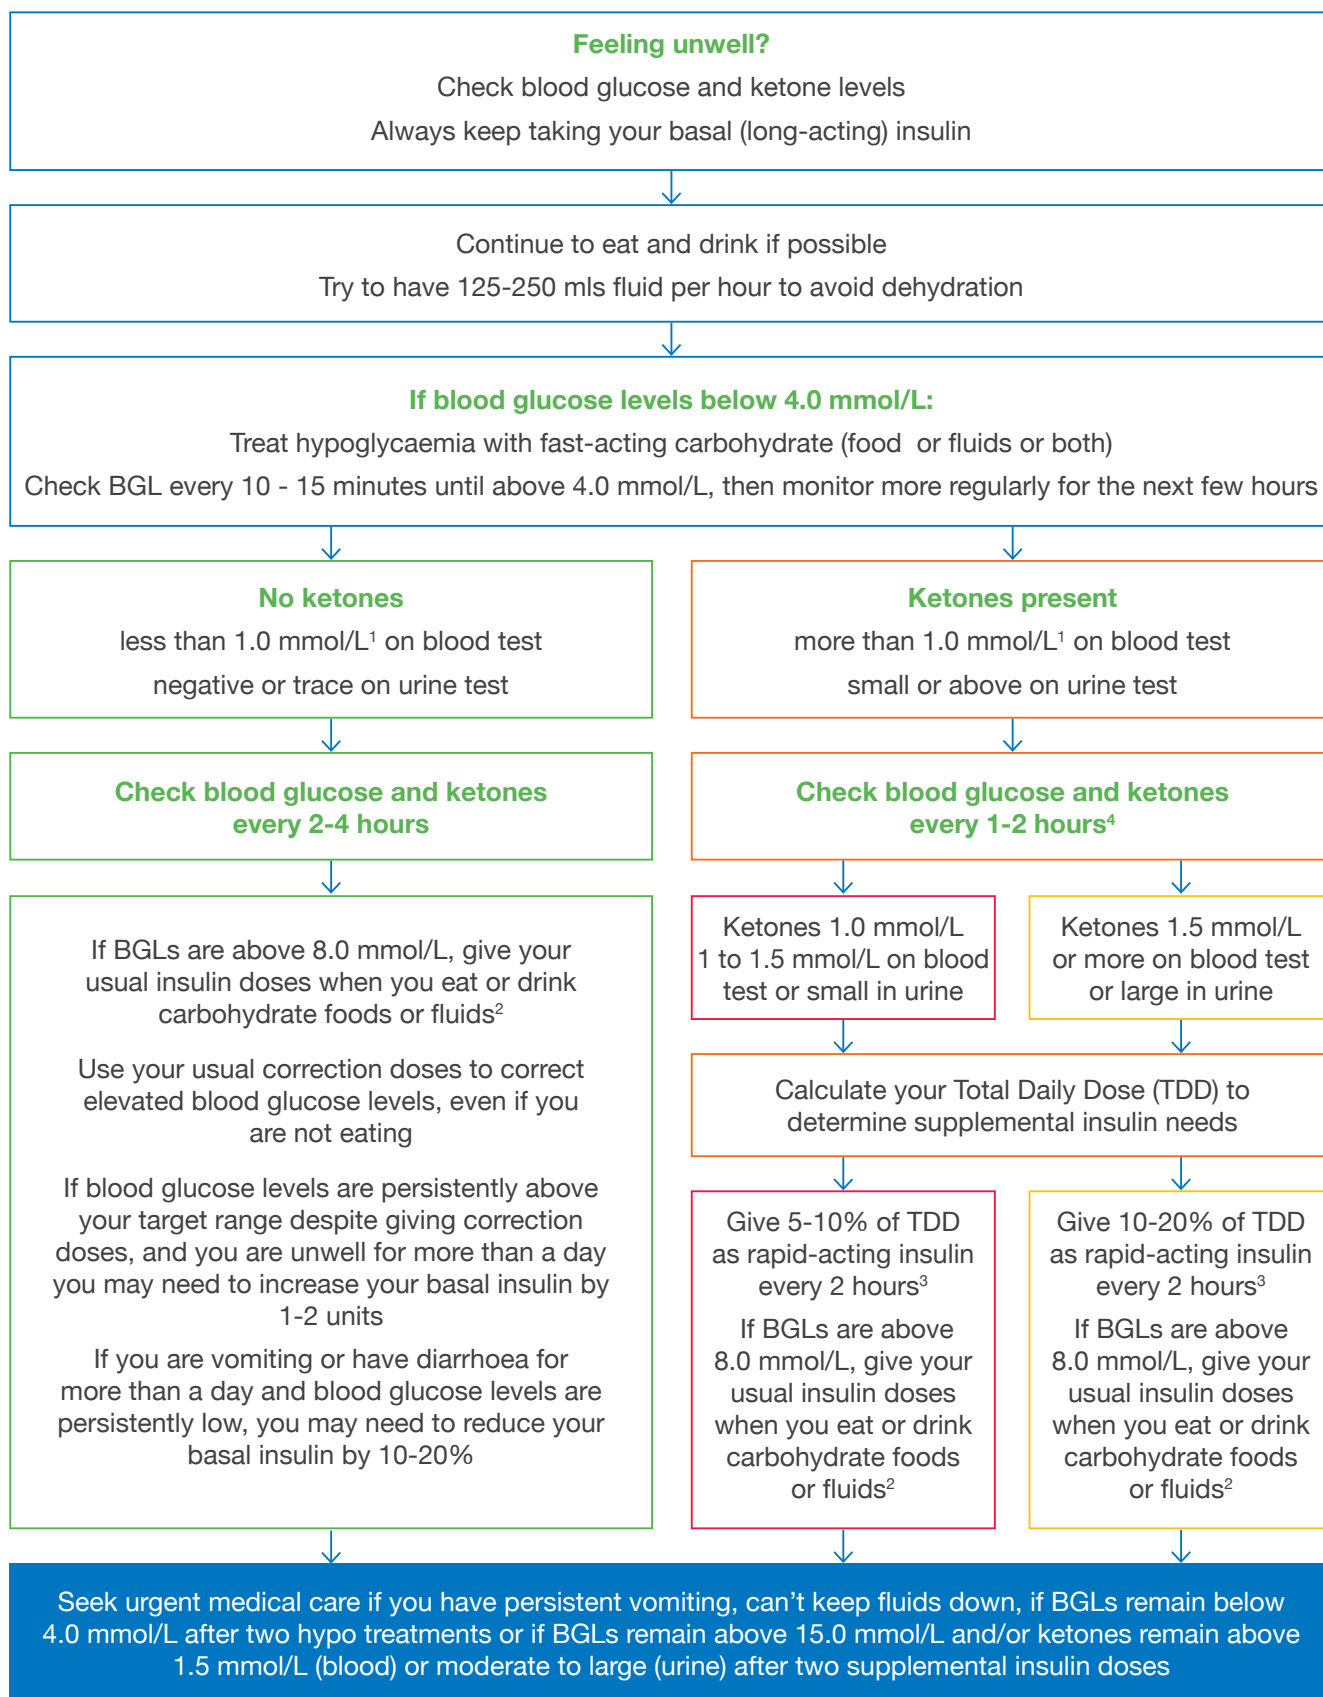 Feeling unwell?
Check blood glucose and ketone levels
Always keep taking your basal (long-acting) insulin
Continue to eat and drink if possible
Try to have 125-250 mls fluid per hour to avoid dehydration
If blood glucose levels below 4.0 mmol/L:
Treat hypoglycaemia with fast-acting carbohydrate (food or fluids or both)
Check BGL every 10 - 15 minutes until above 4.0 mmol/L, then monitor more regularly for the next few hours
No ketones
less than 1.0 mmol/L¹ on blood test
negative or trace on urine test
Ketones present
more than 1.0 mmol/L¹ on blood test
small or above on urine test
Check blood glucose and ketones
every 2-4 hours
Check blood glucose and ketones
every 1-2 hours⁴
If BGLs are above 8.0 mmol/L, give your
usual insulin doses when you eat or drink
carbohydrate foods or fluids²
Use your usual correction doses to correct
elevated blood glucose levels, even if you
are not eating
If blood glucose levels are persistently above
your target range despite giving correction
doses, and you are unwell for more than a day
you may need to increase your basal insulin by
1-2 units
If you are vomiting or have diarrhoea for
more than a day and blood glucose levels are
persistently low, you may need to reduce your
basal insulin by 10-20%
Ketones 1.0 mmol/L
1 to 1.5 mmol/L on blood
test or small in urine
Ketones 1.5 mmol/L
or more on blood test
or large in urine
Calculate your Total Daily Dose (TDD) to
determine supplemental insulin needs
Give 5-10% of TDD
as rapid-acting insulin
every 2 hours³
If BGLs are above
8.0 mmol/L, give your
usual insulin doses
when you eat or drink
carbohydrate foods
or fluids²
Give 10-20% of TDD
as rapid-acting insulin
every 2 hours³
If BGLs are above
8.0 mmol/L, give your
usual insulin doses
when you eat or drink
carbohydrate foods
or fluids²
Seek urgent medical care if you have persistent vomiting, can't keep fluids down, if BGLs remain below
4.0 mmol/L after two hypo treatments or if BGLs remain above 15.0 mmol/L and/or ketones remain above
1.5 mmol/L (blood) or moderate to large (urine) after two supplemental insulin doses